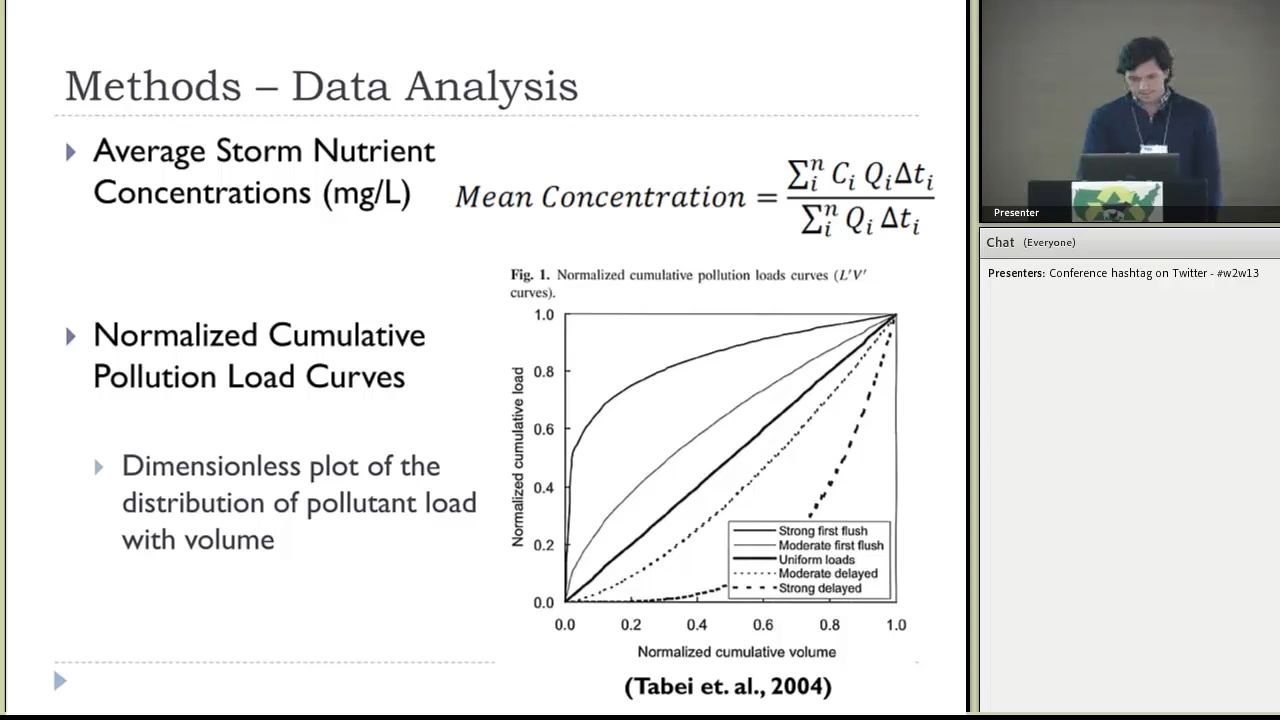 Methods – Data Analysis
Average Storm Nutrient
Concentrations (mg/L)
Mean Concentration = ∑ᵢⁿ Cᵢ QᵢΔtᵢ / ∑ᵢⁿ Qᵢ Δtᵢ
Normalized Cumulative
Pollution Load Curves
Dimensionless plot of the
distribution of pollutant load
with volume
Fig. 1. Normalized cumulative pollution loads curves (L'V'
curves).
Normalized cumulative load
1.0
0.8
0.6
0.4
0.2
0.0
Strong first flush
Moderate first flush
Uniform loads
Moderate delayed
Strong delayed
0.0 0.2 0.4 0.6 0.8 1.0
Normalized cumulative volume
(Tabei et. al., 2004)
Presenter
Chat (Everyone)
Presenters: Conference hashtag on Twitter - #w2w13